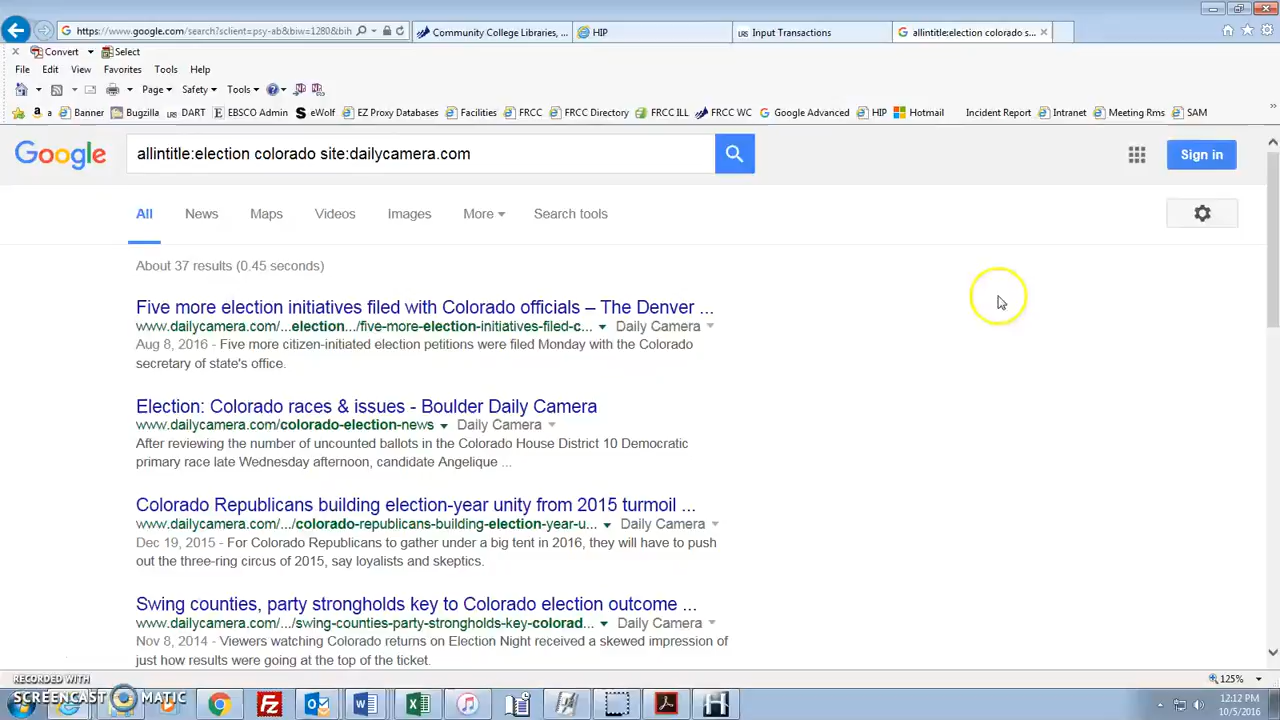 https://www.google.com/search?sclient=psy-ab&biw=1280&bih
Community College Libraries, ...
HIP
Input Transactions
allintitle:election colorado s...
Convert
Select
File Edit View Favorites Tools Help
Page Safety Tools
a Banner Bugzilla DART EBSCO Admin eWolf EZ Proxy Databases Facilities FRCC FRCC Directory FRCC ILL FRCC WC Google Advanced HIP Hotmail Incident Report Intranet Meeting Rms SAM
Google
allintitle:election colorado site:dailycamera.com
Sign in
All News Maps Videos Images More Search tools
About 37 results (0.45 seconds)
Five more election initiatives filed with Colorado officials – The Denver ...
www.dailycamera.com/...election.../five-more-election-initiatives-filed-c... Daily Camera
Aug 8, 2016 - Five more citizen-initiated election petitions were filed Monday with the Colorado
secretary of state's office.
Election: Colorado races & issues - Boulder Daily Camera
www.dailycamera.com/colorado-election-news Daily Camera
After reviewing the number of uncounted ballots in the Colorado House District 10 Democratic
primary race late Wednesday afternoon, candidate Angelique ...
Colorado Republicans building election-year unity from 2015 turmoil ...
www.dailycamera.com/.../colorado-republicans-building-election-year-u... Daily Camera
Dec 19, 2015 - For Colorado Republicans to gather under a big tent in 2016, they will have to push
out the three-ring circus of 2015, say loyalists and skeptics.
Swing counties, party strongholds key to Colorado election outcome ...
www.dailycamera.com/.../swing-counties-party-strongholds-key-colorad... Daily Camera
Nov 8, 2014 - Viewers watching Colorado returns on Election Night received a skewed impression of
just how results were going at the top of the ticket.
125%
RECORDED WITH
SCREENCAST MATIC
12:12 PM
10/5/2016